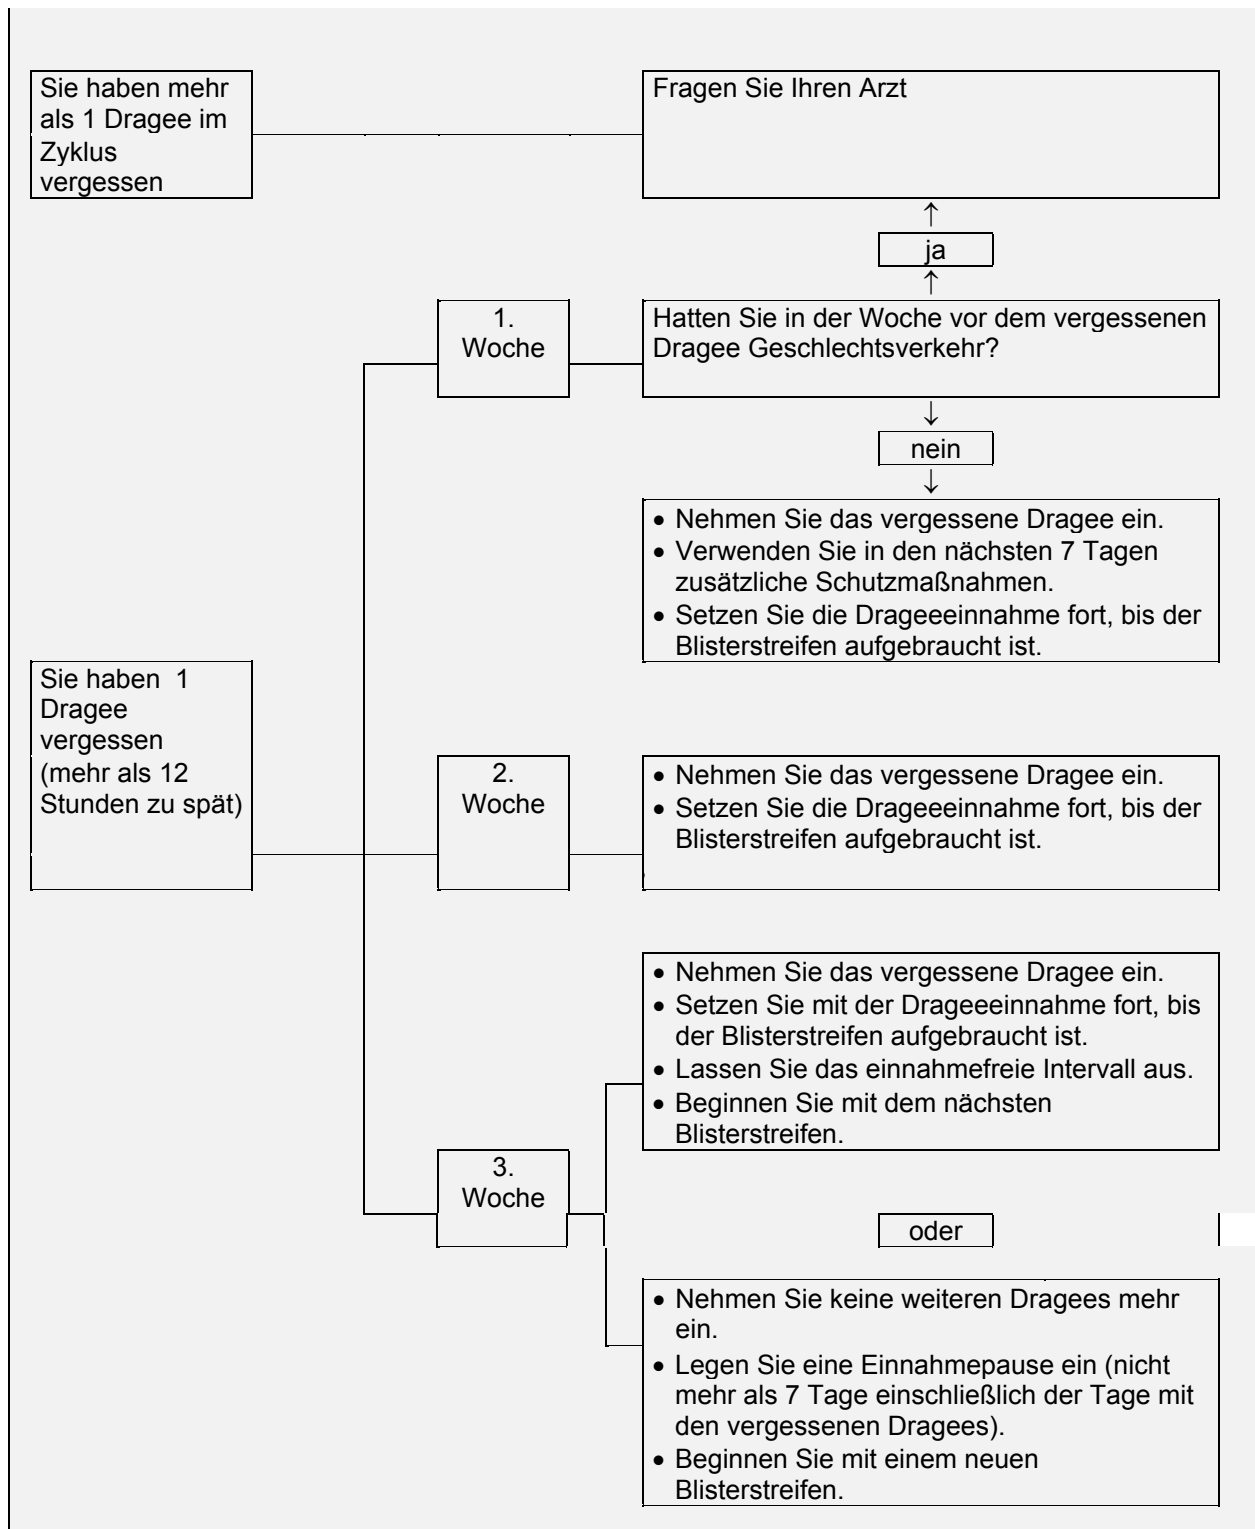 Sie haben mehr
als 1 Dragee im
Zyklus
vergessen
Fragen Sie Ihren Arzt
↑
ja
↑
1.
Woche
Hatten Sie in der Woche vor dem vergessenen
Dragee Geschlechtsverkehr?
↓
nein
↓
• Nehmen Sie das vergessene Dragee ein.
• Verwenden Sie in den nächsten 7 Tagen
zusätzliche Schutzmaßnahmen.
• Setzen Sie die Drageeeinnahme fort, bis der
Blisterstreifen aufgebraucht ist.
Sie haben 1
Dragee
vergessen
(mehr als 12
Stunden zu spät)
2.
Woche
• Nehmen Sie das vergessene Dragee ein.
• Setzen Sie die Drageeeinnahme fort, bis der
Blisterstreifen aufgebraucht ist.
3.
Woche
• Nehmen Sie das vergessene Dragee ein.
• Setzen Sie mit der Drageeeinnahme fort, bis
der Blisterstreifen aufgebraucht ist.
• Lassen Sie das einnahmefreie Intervall aus.
• Beginnen Sie mit dem nächsten
Blisterstreifen.
oder
• Nehmen Sie keine weiteren Dragees mehr
ein.
• Legen Sie eine Einnahmepause ein (nicht
mehr als 7 Tage einschließlich der Tage mit
den vergessenen Dragees).
• Beginnen Sie mit einem neuen
Blisterstreifen.